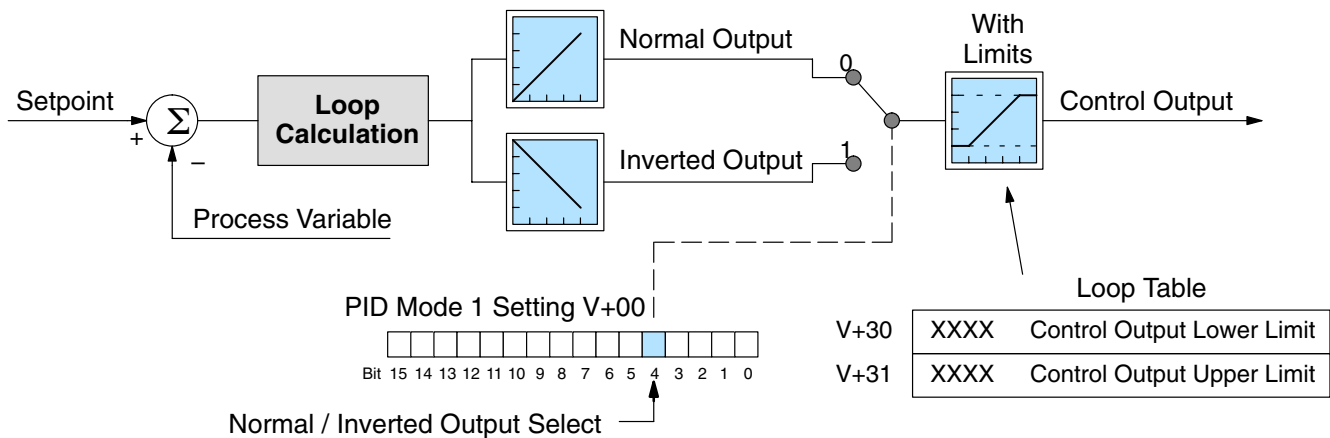 With
Limits
Normal Output
0
Setpoint
Loop
Calculation
Control Output
Σ
+
−
Inverted Output
1
Process Variable
Loop Table
PID Mode 1 Setting V+00
V+30 XXXX Control Output Lower Limit
V+31 XXXX Control Output Upper Limit
Bit 15 14 13 12 11 10 9 8 7 6 5 4 3 2 1 0
Normal / Inverted Output Select